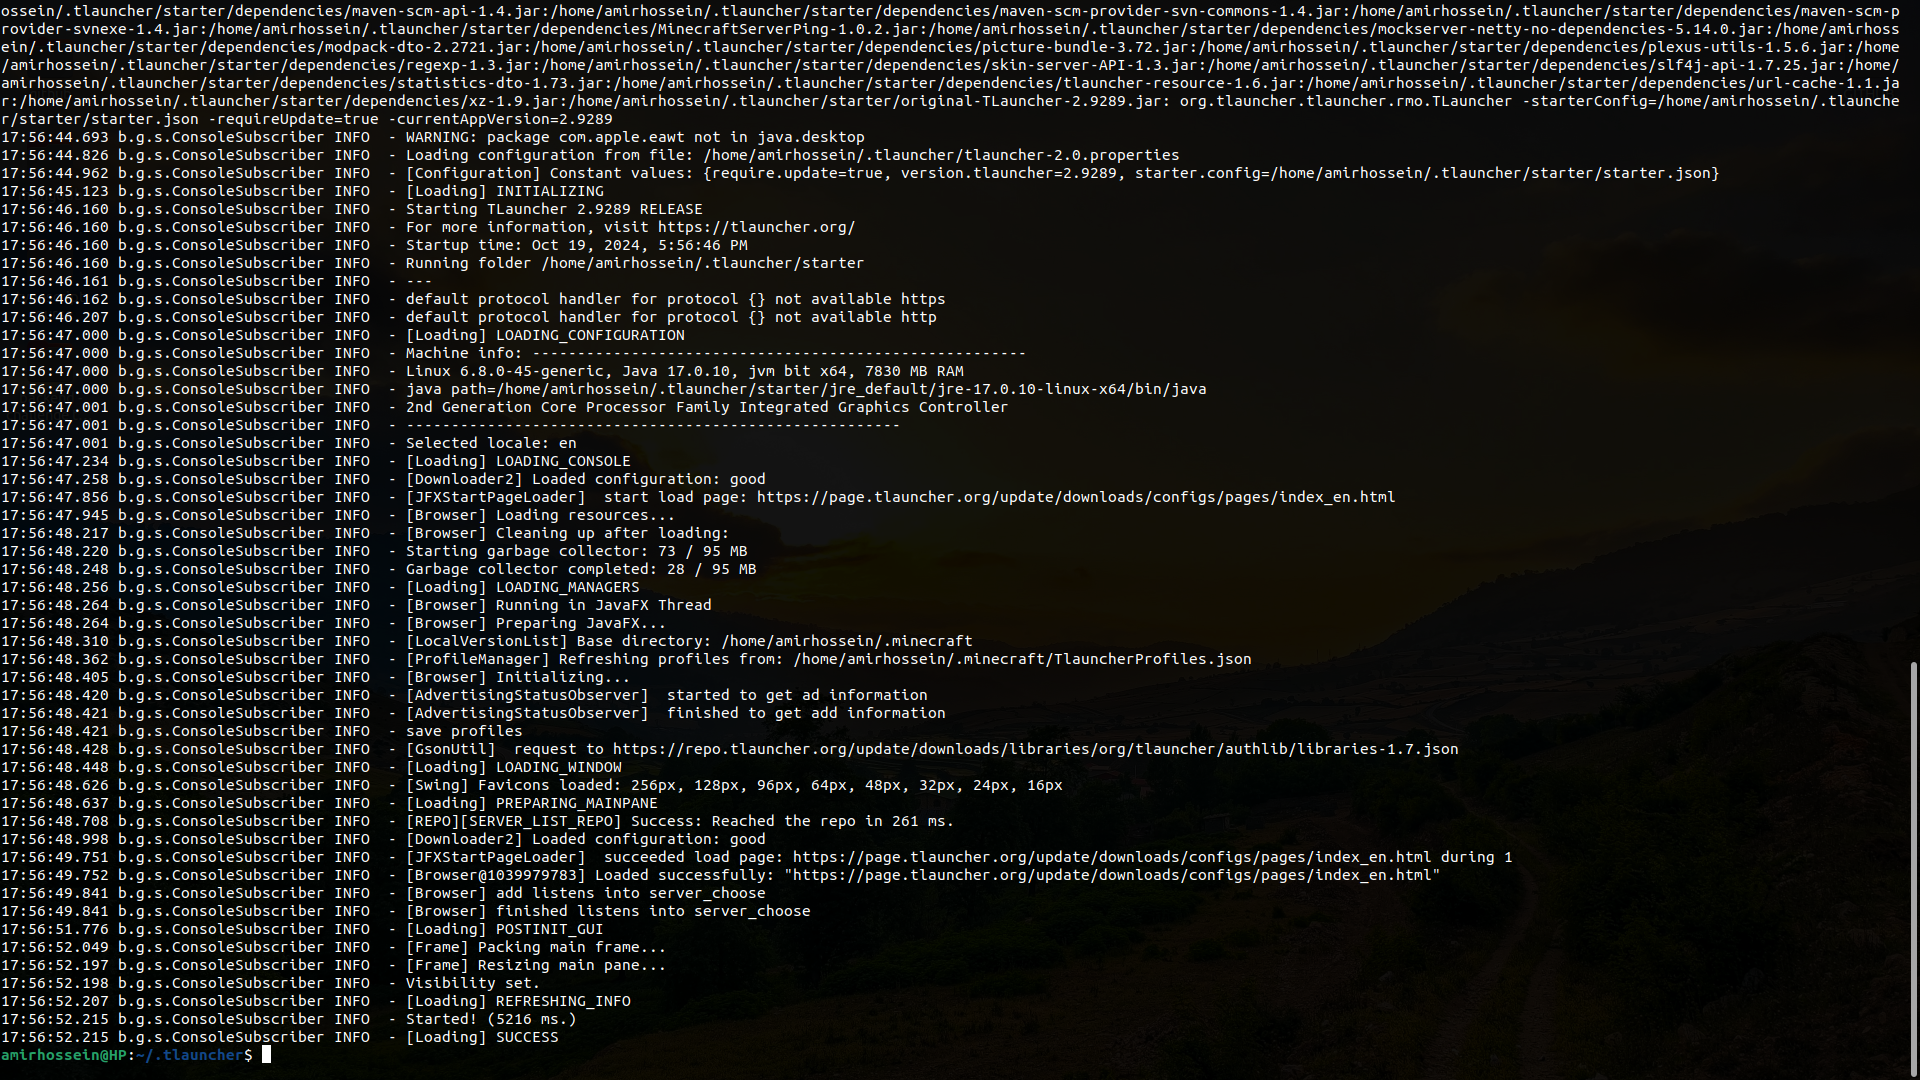 ossein/.tlauncher/starter/dependencies/maven-scm-api-1.4.jar:/home/amirhossein/.tlauncher/starter/dependencies/maven-scm-provider-svn-commons-1.4.jar:/home/amirhossein/.tlauncher/starter/dependencies/maven-scm-p
rovider-svnexe-1.4.jar:/home/amirhossein/.tlauncher/starter/dependencies/MinecraftServerPing-1.0.2.jar:/home/amirhossein/.tlauncher/starter/dependencies/mockserver-netty-no-dependencies-5.14.0.jar:/home/amirhoss
ein/.tlauncher/starter/dependencies/modpack-dto-2.2721.jar:/home/amirhossein/.tlauncher/starter/dependencies/picture-bundle-3.72.jar:/home/amirhossein/.tlauncher/starter/dependencies/plexus-utils-1.5.6.jar:/home
/amirhossein/.tlauncher/starter/dependencies/regexp-1.3.jar:/home/amirhossein/.tlauncher/starter/dependencies/skin-server-API-1.3.jar:/home/amirhossein/.tlauncher/starter/dependencies/slf4j-api-1.7.25.jar:/home/
amirhossein/.tlauncher/starter/dependencies/statistics-dto-1.73.jar:/home/amirhossein/.tlauncher/starter/dependencies/tlauncher-resource-1.6.jar:/home/amirhossein/.tlauncher/starter/dependencies/url-cache-1.1.ja
r:/home/amirhossein/.tlauncher/starter/dependencies/xz-1.9.jar:/home/amirhossein/.tlauncher/starter/original-TLauncher-2.9289.jar: org.tlauncher.tlauncher.rmo.TLauncher -starterConfig=/home/amirhossein/.tlaunche
r/starter/starter.json -requireUpdate=true -currentAppVersion=2.9289
17:56:44.693 b.g.s.ConsoleSubscriber INFO  - WARNING: package com.apple.eawt not in java.desktop
17:56:44.826 b.g.s.ConsoleSubscriber INFO  - Loading configuration from file: /home/amirhossein/.tlauncher/tlauncher-2.0.properties
17:56:44.962 b.g.s.ConsoleSubscriber INFO  - [Configuration] Constant values: {require.update=true, version.tlauncher=2.9289, starter.config=/home/amirhossein/.tlauncher/starter/starter.json}
17:56:45.123 b.g.s.ConsoleSubscriber INFO  - [Loading] INITIALIZING
17:56:46.160 b.g.s.ConsoleSubscriber INFO  - Starting TLauncher 2.9289 RELEASE
17:56:46.160 b.g.s.ConsoleSubscriber INFO  - For more information, visit https://tlauncher.org/
17:56:46.160 b.g.s.ConsoleSubscriber INFO  - Startup time: Oct 19, 2024, 5:56:46 PM
17:56:46.160 b.g.s.ConsoleSubscriber INFO  - Running folder /home/amirhossein/.tlauncher/starter
17:56:46.161 b.g.s.ConsoleSubscriber INFO  - ---
17:56:46.162 b.g.s.ConsoleSubscriber INFO  - default protocol handler for protocol {} not available https
17:56:46.207 b.g.s.ConsoleSubscriber INFO  - default protocol handler for protocol {} not available http
17:56:47.000 b.g.s.ConsoleSubscriber INFO  - [Loading] LOADING_CONFIGURATION
17:56:47.000 b.g.s.ConsoleSubscriber INFO  - Machine info: -------------------------------------------------------
17:56:47.000 b.g.s.ConsoleSubscriber INFO  - Linux 6.8.0-45-generic, Java 17.0.10, jvm bit x64, 7830 MB RAM
17:56:47.000 b.g.s.ConsoleSubscriber INFO  - java path=/home/amirhossein/.tlauncher/starter/jre_default/jre-17.0.10-linux-x64/bin/java
17:56:47.001 b.g.s.ConsoleSubscriber INFO  - 2nd Generation Core Processor Family Integrated Graphics Controller
17:56:47.001 b.g.s.ConsoleSubscriber INFO  - -------------------------------------------------------
17:56:47.001 b.g.s.ConsoleSubscriber INFO  - Selected locale: en
17:56:47.234 b.g.s.ConsoleSubscriber INFO  - [Loading] LOADING_CONSOLE
17:56:47.258 b.g.s.ConsoleSubscriber INFO  - [Downloader2] Loaded configuration: good
17:56:47.856 b.g.s.ConsoleSubscriber INFO  - [JFXStartPageLoader]  start load page: https://page.tlauncher.org/update/downloads/configs/pages/index_en.html
17:56:47.945 b.g.s.ConsoleSubscriber INFO  - [Browser] Loading resources...
17:56:48.217 b.g.s.ConsoleSubscriber INFO  - [Browser] Cleaning up after loading:
17:56:48.220 b.g.s.ConsoleSubscriber INFO  - Starting garbage collector: 73 / 95 MB
17:56:48.248 b.g.s.ConsoleSubscriber INFO  - Garbage collector completed: 28 / 95 MB
17:56:48.256 b.g.s.ConsoleSubscriber INFO  - [Loading] LOADING_MANAGERS
17:56:48.264 b.g.s.ConsoleSubscriber INFO  - [Browser] Running in JavaFX Thread
17:56:48.264 b.g.s.ConsoleSubscriber INFO  - [Browser] Preparing JavaFX...
17:56:48.310 b.g.s.ConsoleSubscriber INFO  - [LocalVersionList] Base directory: /home/amirhossein/.minecraft
17:56:48.362 b.g.s.ConsoleSubscriber INFO  - [ProfileManager] Refreshing profiles from: /home/amirhossein/.minecraft/TlauncherProfiles.json
17:56:48.405 b.g.s.ConsoleSubscriber INFO  - [Browser] Initializing...
17:56:48.420 b.g.s.ConsoleSubscriber INFO  - [AdvertisingStatusObserver]  started to get ad information
17:56:48.421 b.g.s.ConsoleSubscriber INFO  - [AdvertisingStatusObserver]  finished to get add information
17:56:48.421 b.g.s.ConsoleSubscriber INFO  - save profiles
17:56:48.428 b.g.s.ConsoleSubscriber INFO  - [GsonUtil]  request to https://repo.tlauncher.org/update/downloads/libraries/org/tlauncher/authlib/libraries-1.7.json
17:56:48.448 b.g.s.ConsoleSubscriber INFO  - [Loading] LOADING_WINDOW
17:56:48.626 b.g.s.ConsoleSubscriber INFO  - [Swing] Favicons loaded: 256px, 128px, 96px, 64px, 48px, 32px, 24px, 16px
17:56:48.637 b.g.s.ConsoleSubscriber INFO  - [Loading] PREPARING_MAINPANE
17:56:48.708 b.g.s.ConsoleSubscriber INFO  - [REPO][SERVER_LIST_REPO] Success: Reached the repo in 261 ms.
17:56:48.998 b.g.s.ConsoleSubscriber INFO  - [Downloader2] Loaded configuration: good
17:56:49.751 b.g.s.ConsoleSubscriber INFO  - [JFXStartPageLoader]  succeeded load page: https://page.tlauncher.org/update/downloads/configs/pages/index_en.html during 1
17:56:49.752 b.g.s.ConsoleSubscriber INFO  - [Browser@1039979783] Loaded successfully: "https://page.tlauncher.org/update/downloads/configs/pages/index_en.html"
17:56:49.841 b.g.s.ConsoleSubscriber INFO  - [Browser] add listens into server_choose
17:56:49.841 b.g.s.ConsoleSubscriber INFO  - [Browser] finished listens into server_choose
17:56:51.776 b.g.s.ConsoleSubscriber INFO  - [Loading] POSTINIT_GUI
17:56:52.049 b.g.s.ConsoleSubscriber INFO  - [Frame] Packing main frame...
17:56:52.197 b.g.s.ConsoleSubscriber INFO  - [Frame] Resizing main pane...
17:56:52.198 b.g.s.ConsoleSubscriber INFO  - Visibility set.
17:56:52.207 b.g.s.ConsoleSubscriber INFO  - [Loading] REFRESHING_INFO
17:56:52.215 b.g.s.ConsoleSubscriber INFO  - Started! (5216 ms.)
17:56:52.215 b.g.s.ConsoleSubscriber INFO  - [Loading] SUCCESS
amirhossein@HP:~/.tlauncher$